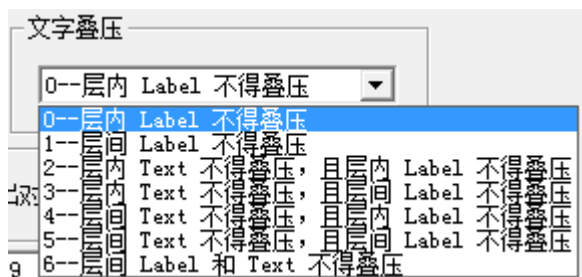 文字叠压
0--层内 Label 不得叠压
0--层内 Label 不得叠压
1--层间 Label 不得叠压
2--层内 Text 不得叠压，且层内 Label 不得叠压
3--层内 Text 不得叠压，且层间 Label 不得叠压
4--层间 Text 不得叠压，且层内 Label 不得叠压
5--层间 Text 不得叠压，且层间 Label 不得叠压
6--层间 Label 和 Text 不得叠压